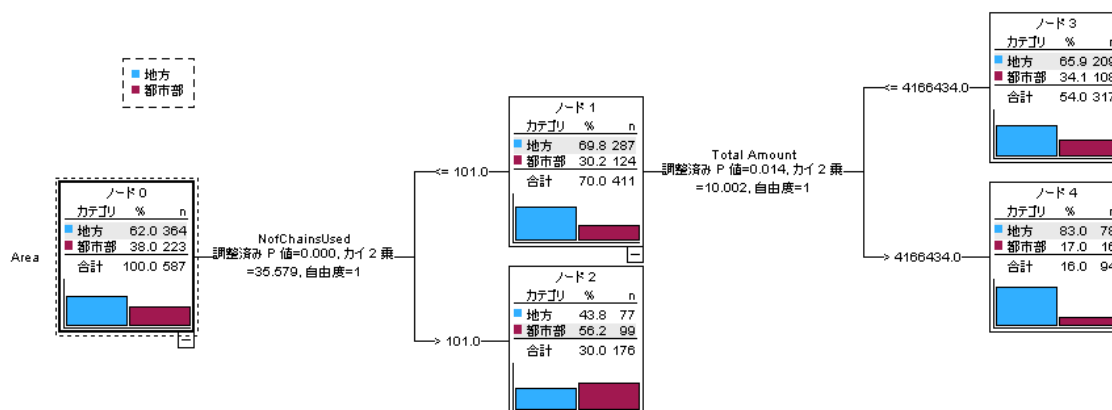 地方
都市部
Area
ノード 0
カテゴリ % n
地方 62.0 364
都市部 38.0 223
合計 100.0 587
NofChainsUsed
調整済み P 値=0.000, カイ 2 乗
=35.579, 自由度=1
<= 101.0
> 101.0
ノード 1
カテゴリ % n
地方 69.8 287
都市部 30.2 124
合計 70.0 411
ノード 2
カテゴリ % n
地方 43.8 77
都市部 56.2 99
合計 30.0 176
Total Amount
調整済み P 値=0.014, カイ 2 乗
=10.002, 自由度=1
<= 4166434.0
> 4166434.0
ノード 3
カテゴリ % n
地方 65.9 209
都市部 34.1 108
合計 54.0 317
ノード 4
カテゴリ % n
地方 83.0 78
都市部 17.0 16
合計 16.0 94